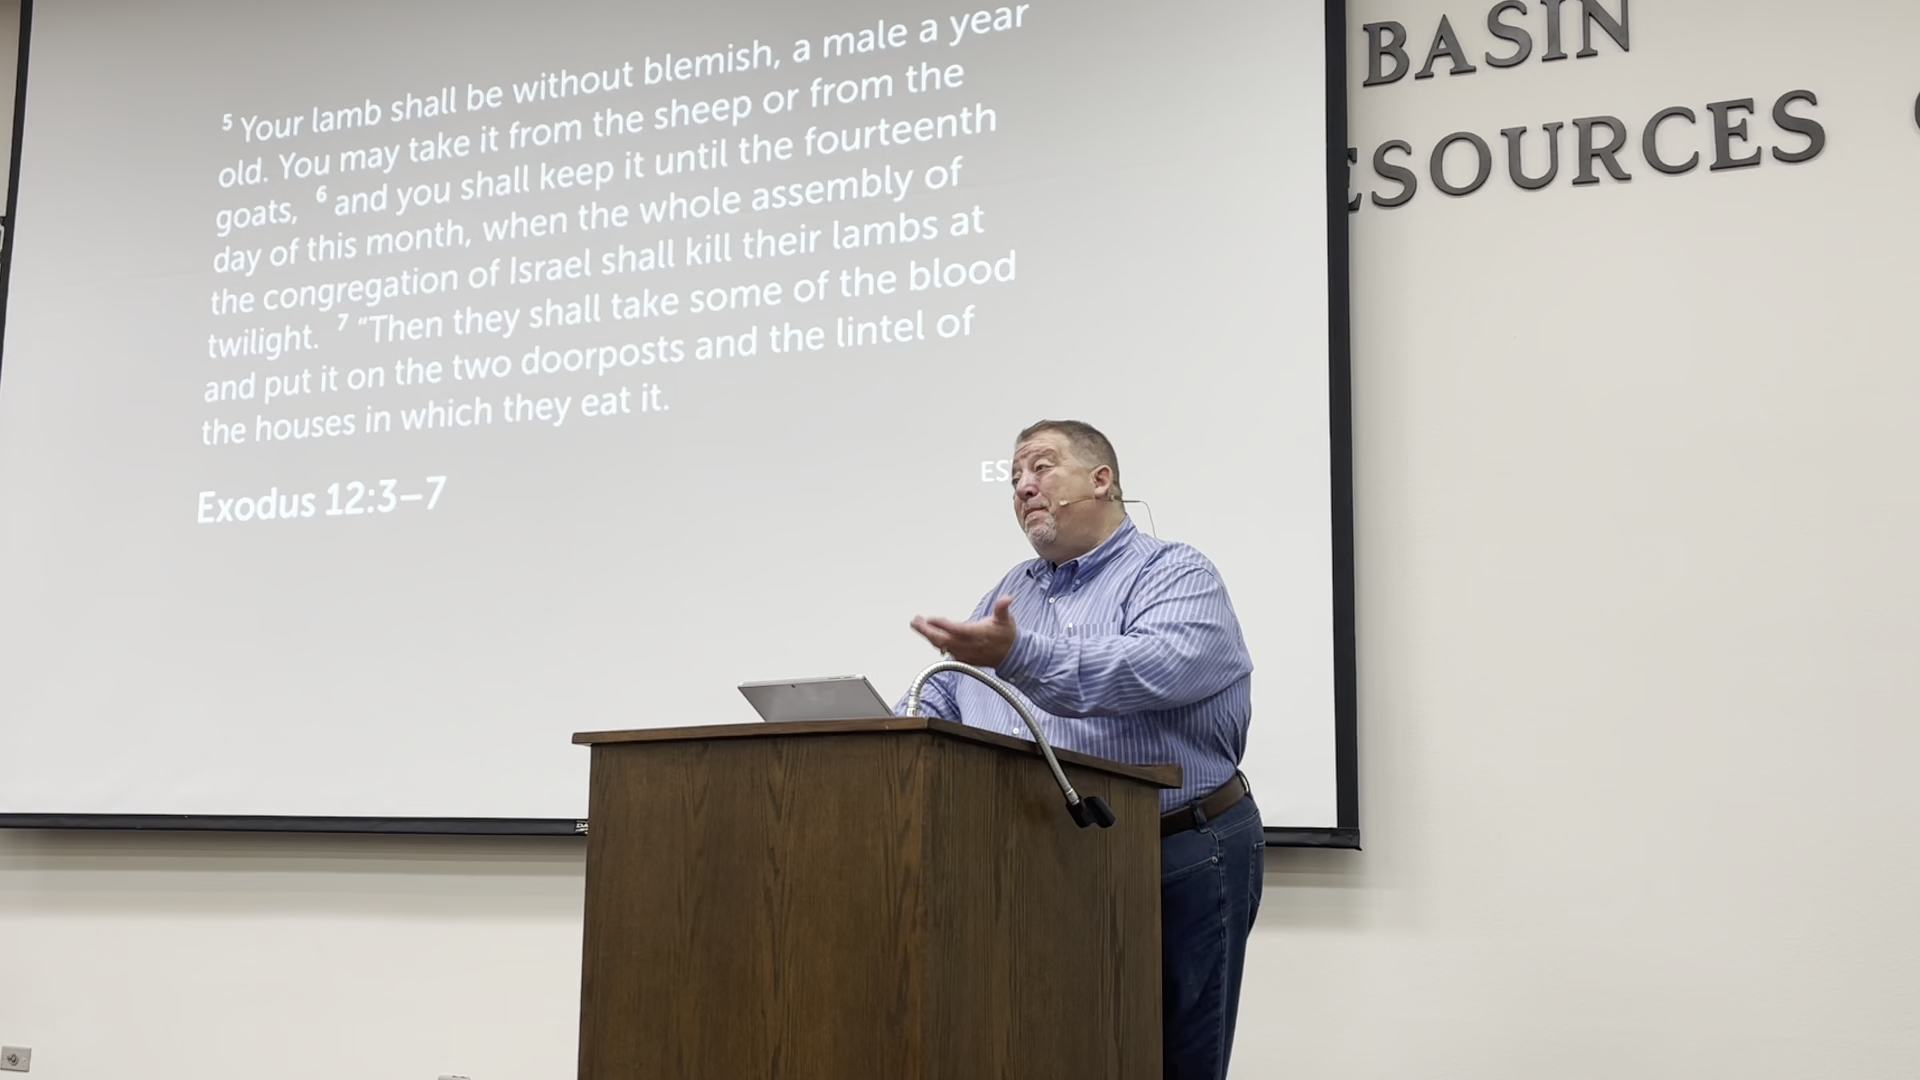 5 Your lamb shall be without blemish, a male a year
old. You may take it from the sheep or from the
goats, 6 and you shall keep it until the fourteenth
day of this month, when the whole assembly of
the congregation of Israel shall kill their lambs at
twilight. 7 “Then they shall take some of the blood
and put it on the two doorposts and the lintel of
the houses in which they eat it.
ES
Exodus 12:3–7
BASIN
ESOURCES